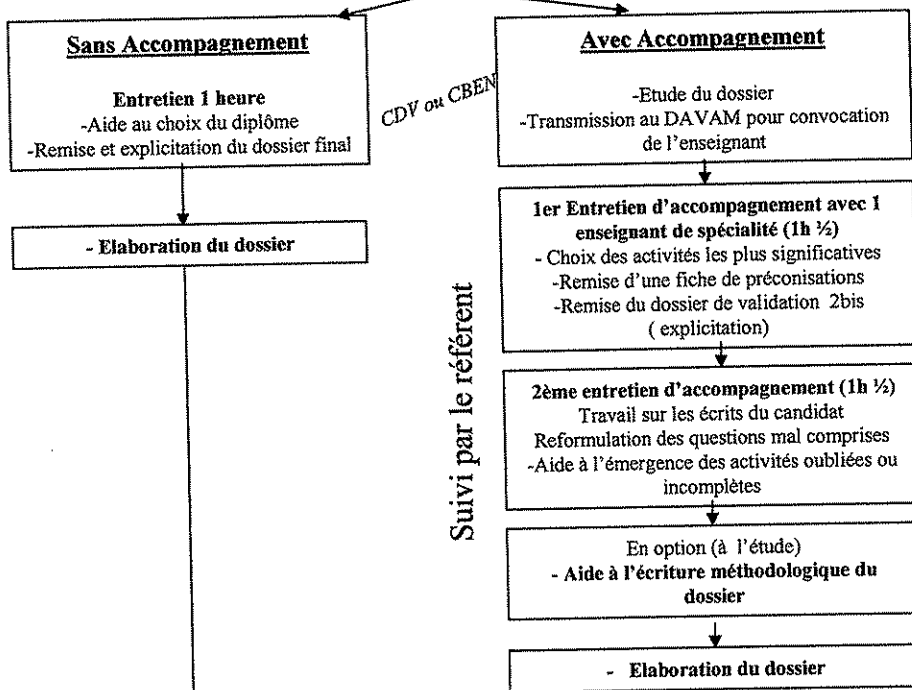 Sans Accompagnement
Entretien 1 heure
-Aide au choix du diplôme
-Remise et explicitation du dossier final
- Elaboration du dossier
CDV ou CBEN
Avec Accompagnement
-Etude du dossier
-Transmission au DAVAM pour convocation
de l'enseignant
1er Entretien d'accompagnement avec 1
enseignant de spécialité (1h ½)
- Choix des activités les plus significatives
-Remise d'une fiche de préconisations
-Remise du dossier de validation 2bis
( explicitation)
Suivi par le référent
2ème entretien d'accompagnement (1h ½)
Travail sur les écrits du candidat
Reformulation des questions mal comprises
-Aide à l'émergence des activités oubliées ou
incomplètes
En option (à l'étude)
- Aide à l'écriture méthodologique du
dossier
- Elaboration du dossier